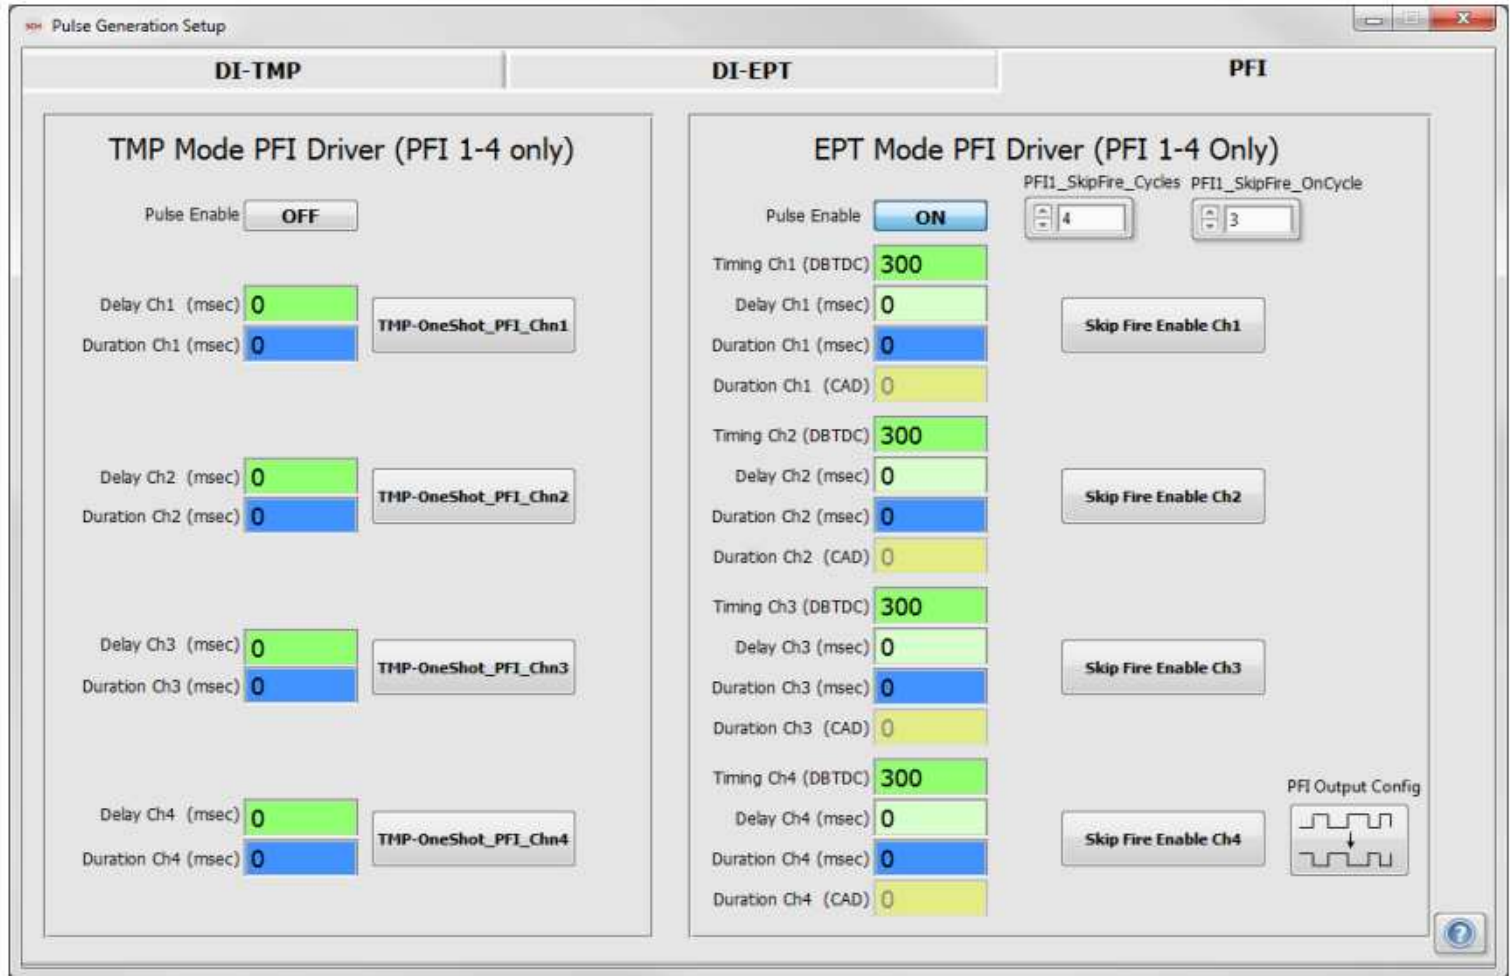 Pulse Generation Setup
DI-TMP
DI-EPT
PFI
TMP Mode PFI Driver (PFI 1-4 only)
Pulse Enable OFF
Delay Ch1 (msec) 0
Duration Ch1 (msec) 0
TMP-OneShot_PFI_Chn1
Delay Ch2 (msec) 0
Duration Ch2 (msec) 0
TMP-OneShot_PFI_Chn2
Delay Ch3 (msec) 0
Duration Ch3 (msec) 0
TMP-OneShot_PFI_Chn3
Delay Ch4 (msec) 0
Duration Ch4 (msec) 0
TMP-OneShot_PFI_Chn4
EPT Mode PFI Driver (PFI 1-4 Only)
PFI1_SkipFire_Cycles PFI1_SkipFire_OnCycle
Pulse Enable ON 4 3
Timing Ch1 (DBTDC) 300
Delay Ch1 (msec) 0
Duration Ch1 (msec) 0
Duration Ch1 (CAD) 0
Skip Fire Enable Ch1
Timing Ch2 (DBTDC) 300
Delay Ch2 (msec) 0
Duration Ch2 (msec) 0
Duration Ch2 (CAD) 0
Skip Fire Enable Ch2
Timing Ch3 (DBTDC) 300
Delay Ch3 (msec) 0
Duration Ch3 (msec) 0
Duration Ch3 (CAD) 0
Skip Fire Enable Ch3
Timing Ch4 (DBTDC) 300
Delay Ch4 (msec) 0
Duration Ch4 (msec) 0
Duration Ch4 (CAD) 0
Skip Fire Enable Ch4
PFI Output Config